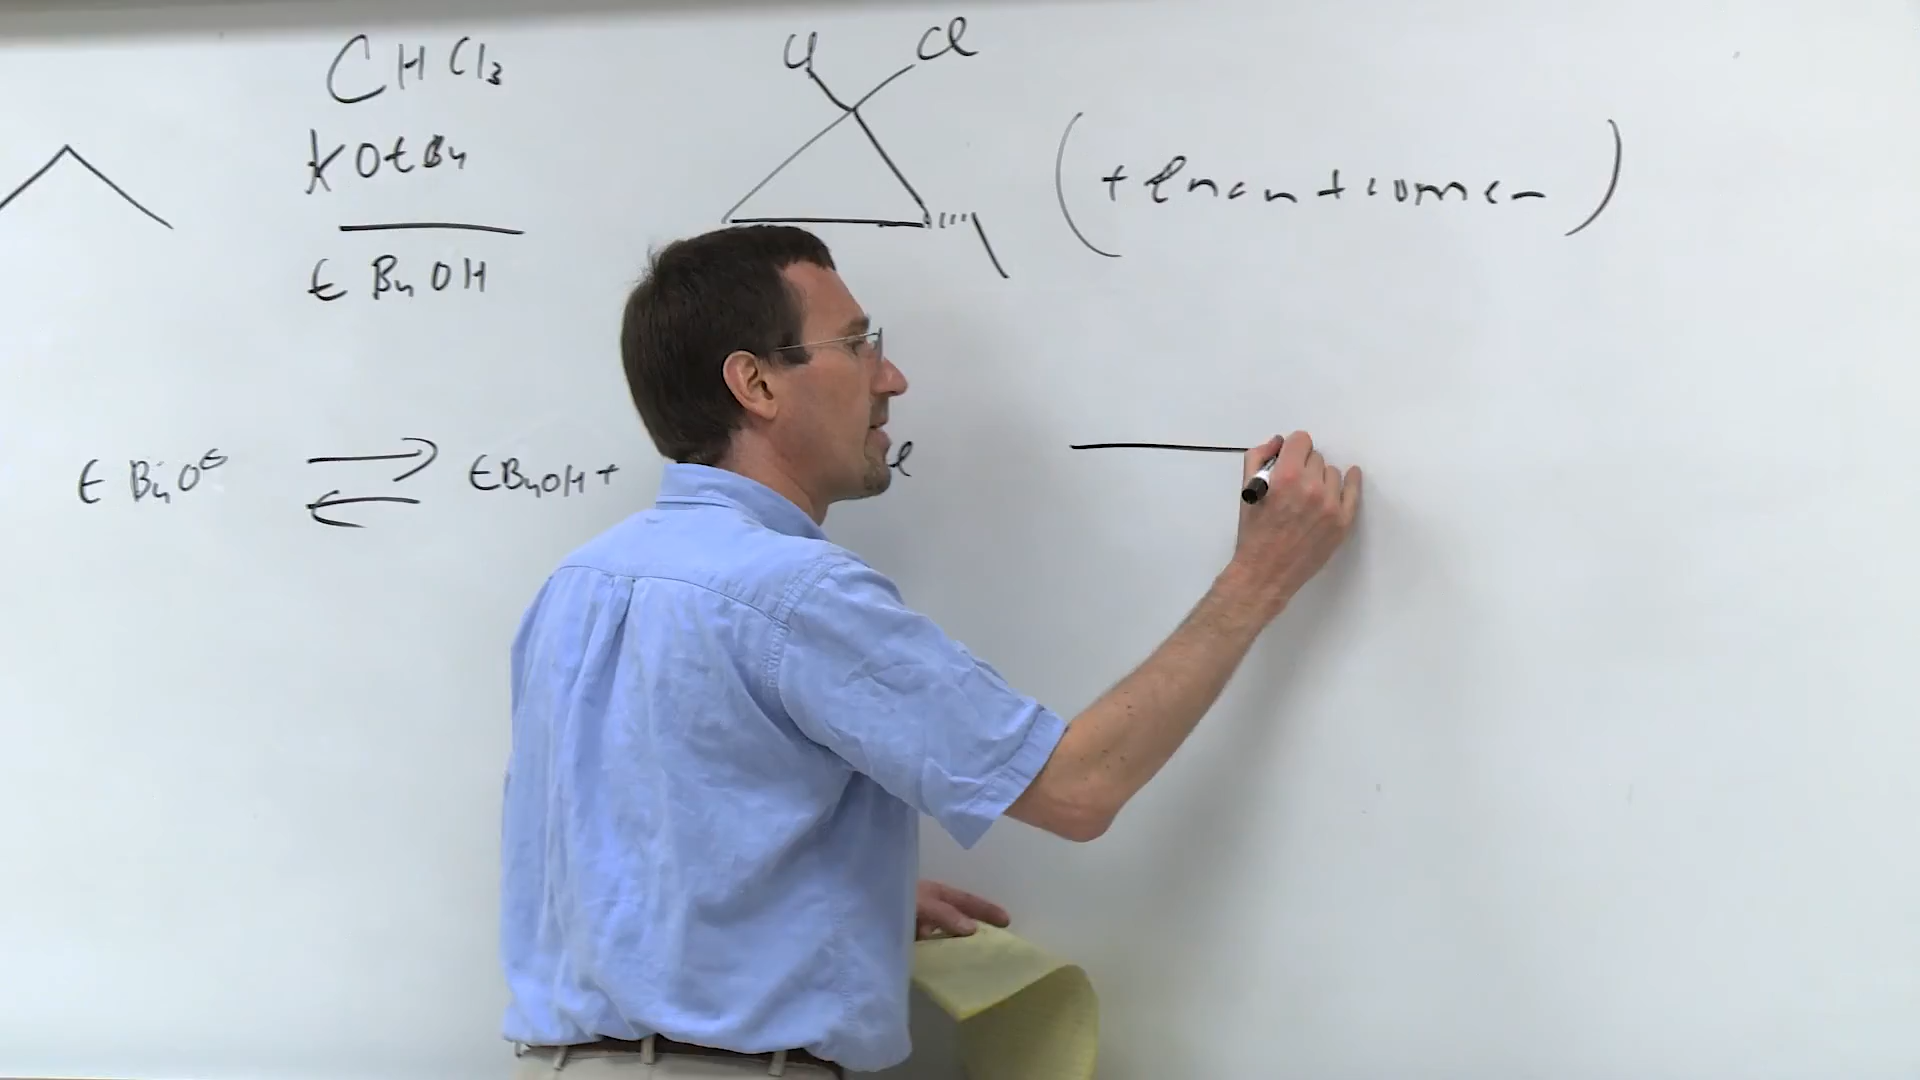 CHCl₃
KOtBu
tBuOH
Cl Cl
(+ enantiomer)
tBuO⊖ ⇌ tBuOH +